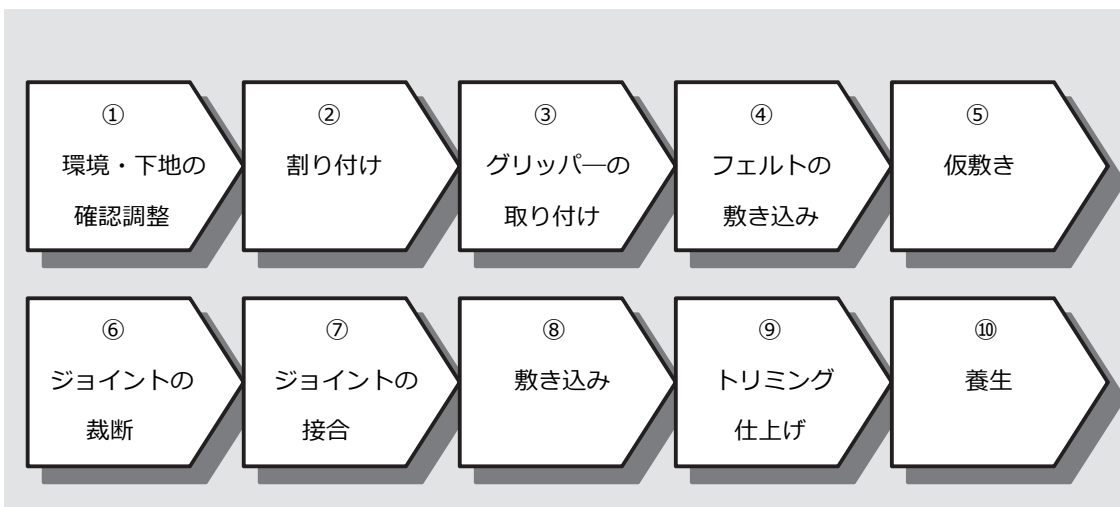 ①
環境・下地の
確認調整
②
割り付け
③
グリッパ―の
取り付け
④
フェルトの
敷き込み
⑤
仮敷き
⑥
ジョイントの
裁断
⑦
ジョイントの
接合
⑧
敷き込み
⑨
トリミング
仕上げ
⑩
養生